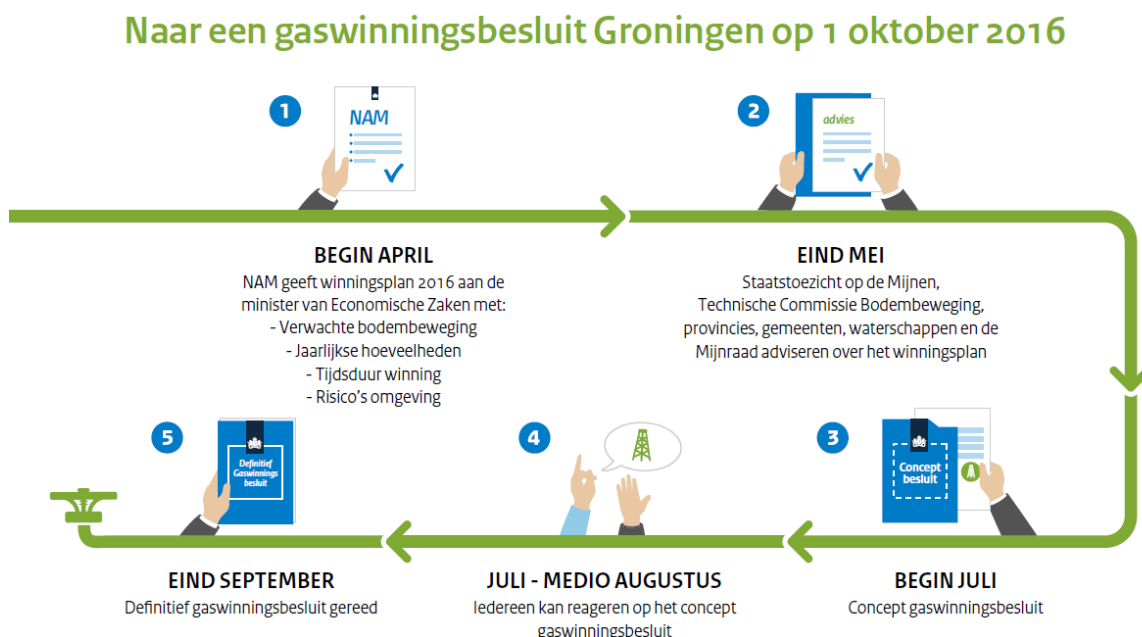 Naar een gaswinningsbesluit Groningen op 1 oktober 2016
1
NAM
BEGIN APRIL
NAM geeft winningsplan 2016 aan de
minister van Economische Zaken met:
- Verwachte bodembeweging
- Jaarlijkse hoeveelheden
- Tijdsduur winning
- Risico's omgeving
2
advies
EIND MEI
Staatstoezicht op de Mijnen,
Technische Commissie Bodembeweging,
provincies, gemeenten, waterschappen en de
Mijnraad adviseren over het winningsplan
3
Concept
besluit
BEGIN JULI
Concept gaswinningsbesluit
4
JULI - MEDIO AUGUSTUS
Iedereen kan reageren op het concept
gaswinningsbesluit
5
Definitief
Gaswinnings
besluit
EIND SEPTEMBER
Definitief gaswinningsbesluit gereed